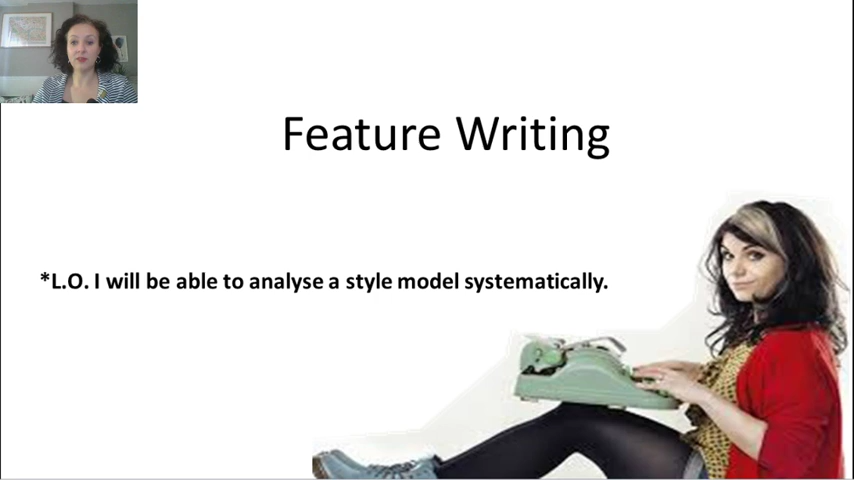 Feature Writing
*L.O. I will be able to analyse a style model systematically.